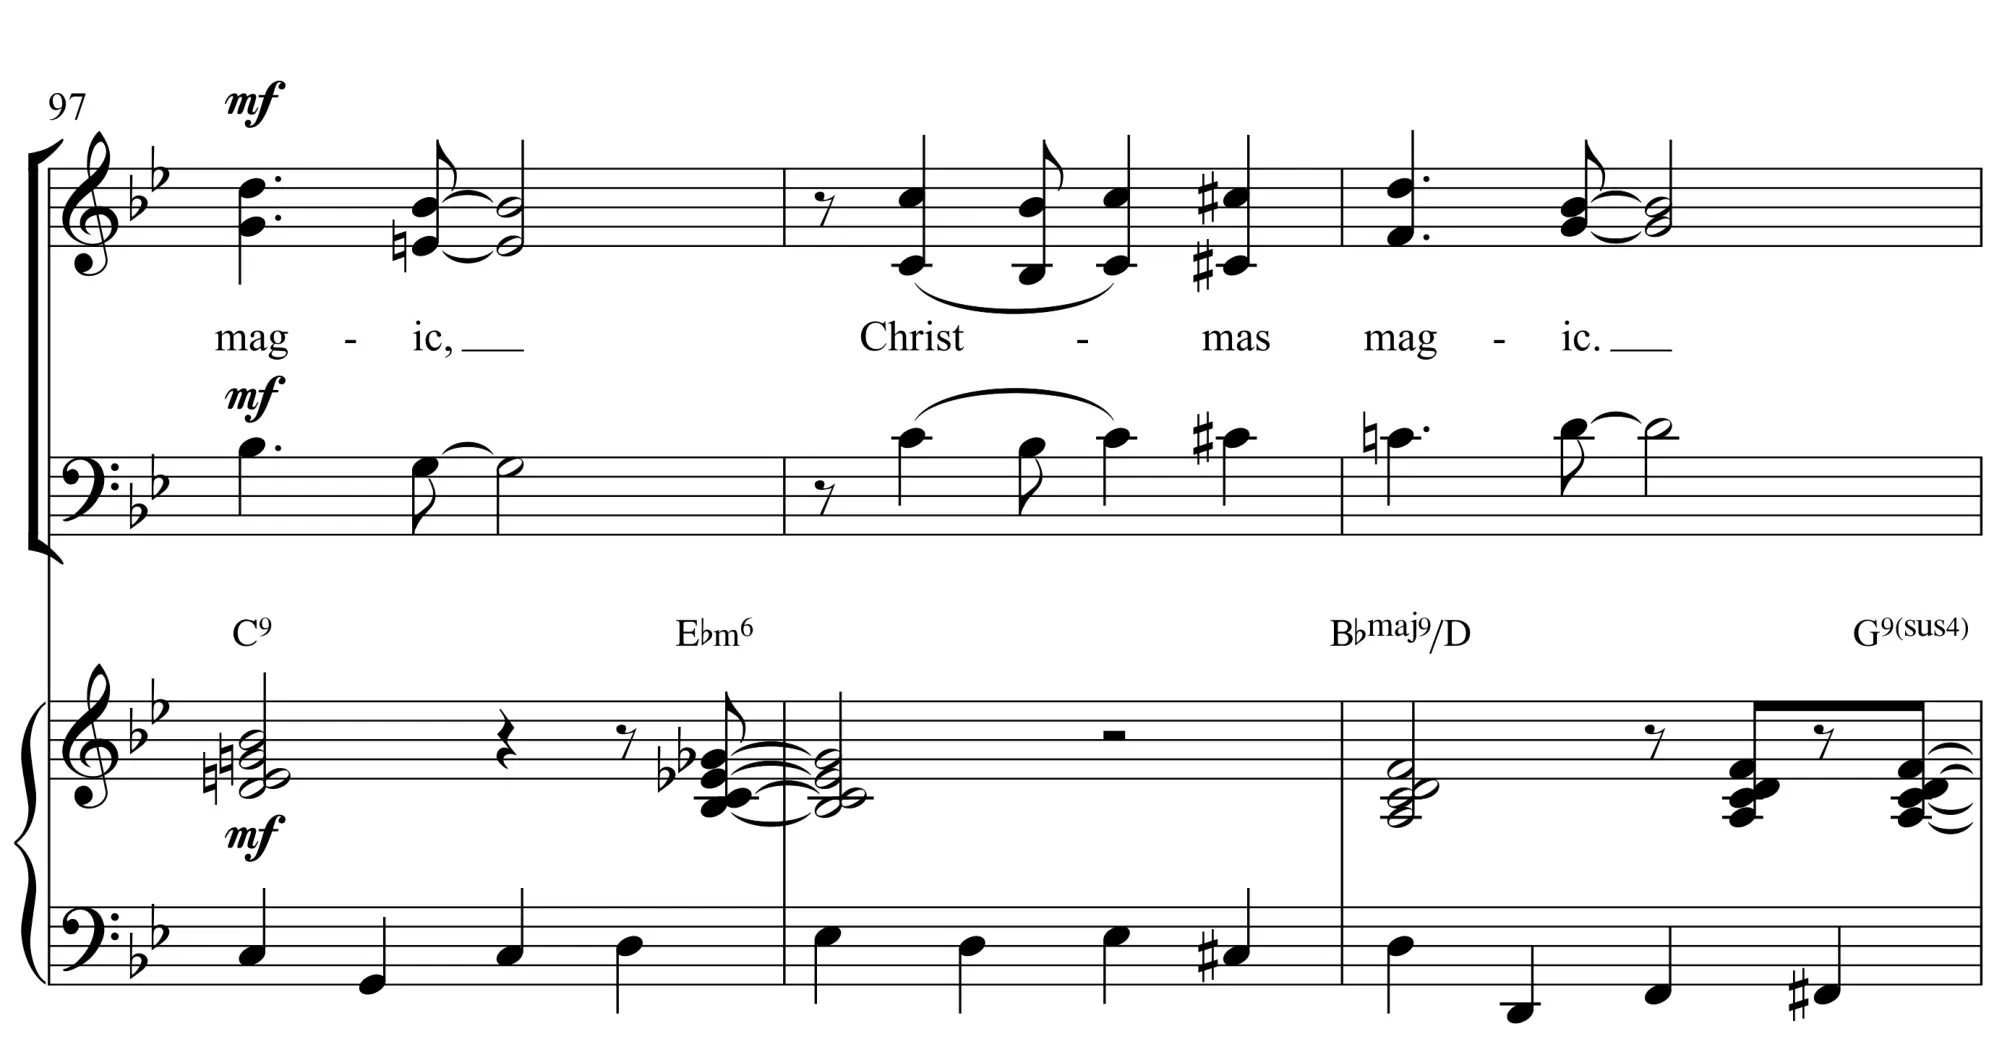 97
mf
mag - ic, Christ - mas mag - ic.
mf
C9 E♭m6 B♭maj9/D G9(sus4)
mf